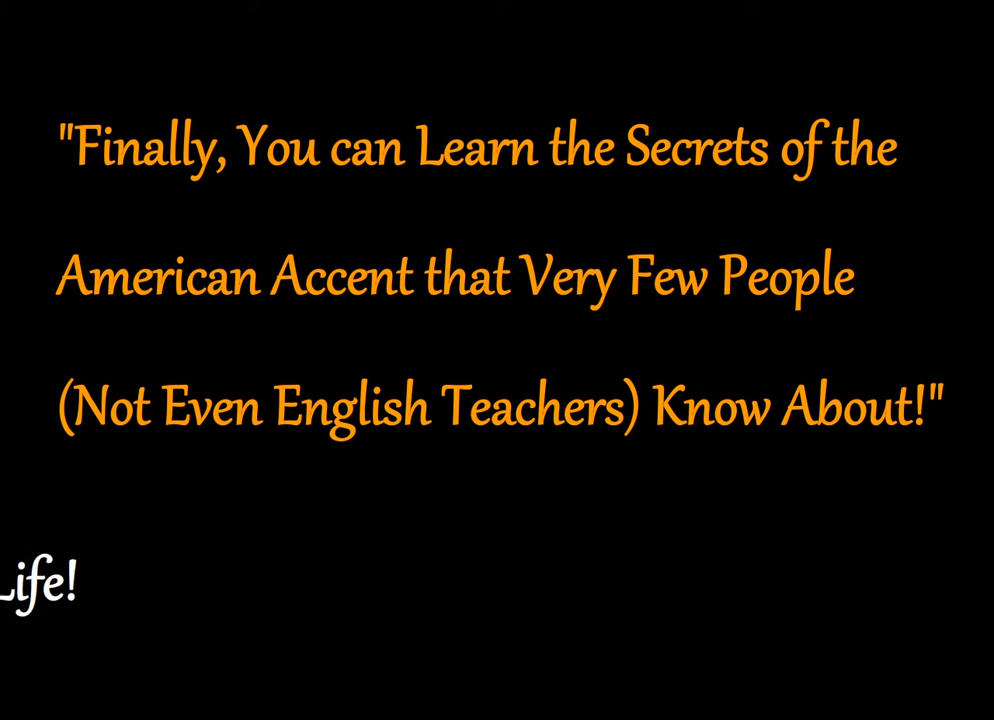 "Finally, You can Learn the Secrets of the
American Accent that Very Few People
(Not Even English Teachers) Know About!"
Life!